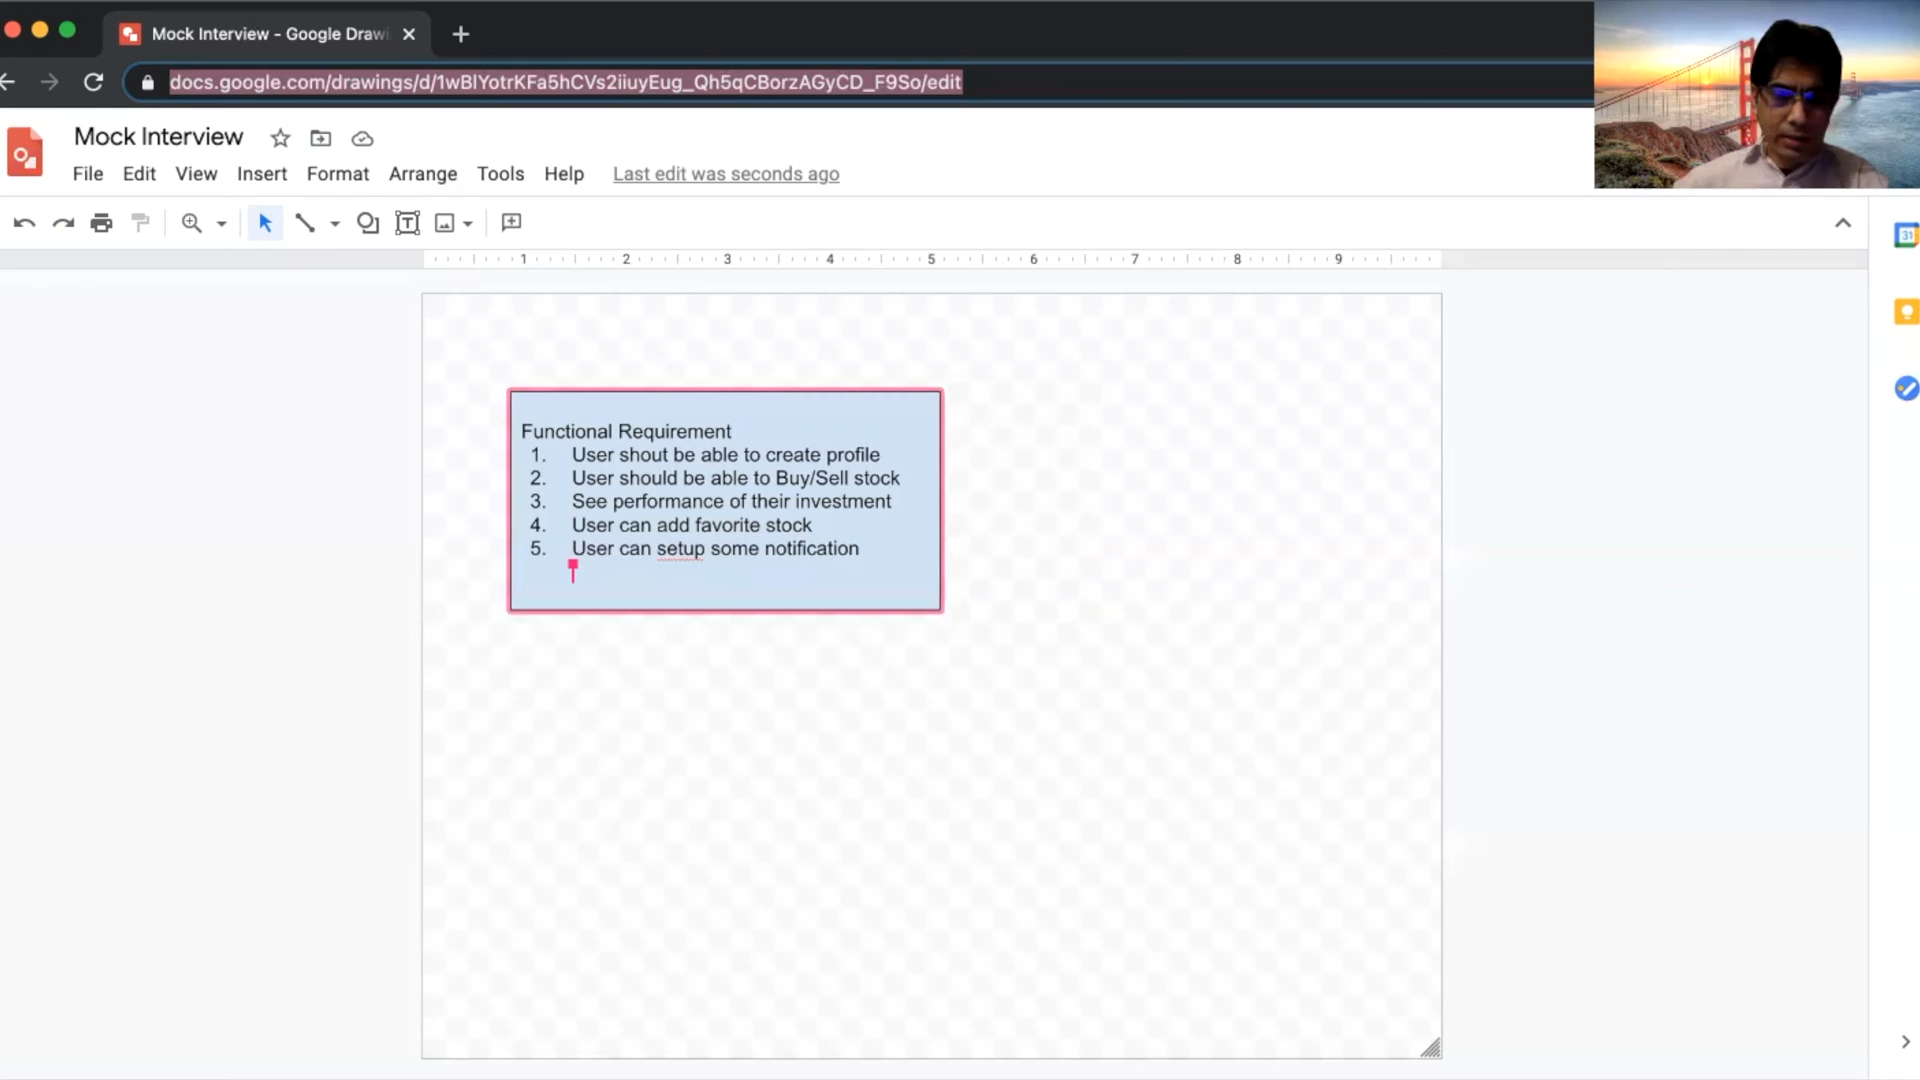 Mock Interview - Google Drawi
docs.google.com/drawings/d/1wBlYotrKFa5hCVs2iiuyEug_Qh5qCBorzAGyCD_F9So/edit
Mock Interview
File Edit View Insert Format Arrange Tools Help Last edit was seconds ago
1 2 3 4 5 6 7 8 9
31
Functional Requirement
1. User shout be able to create profile
2. User should be able to Buy/Sell stock
3. See performance of their investment
4. User can add favorite stock
5. User can setup some notification